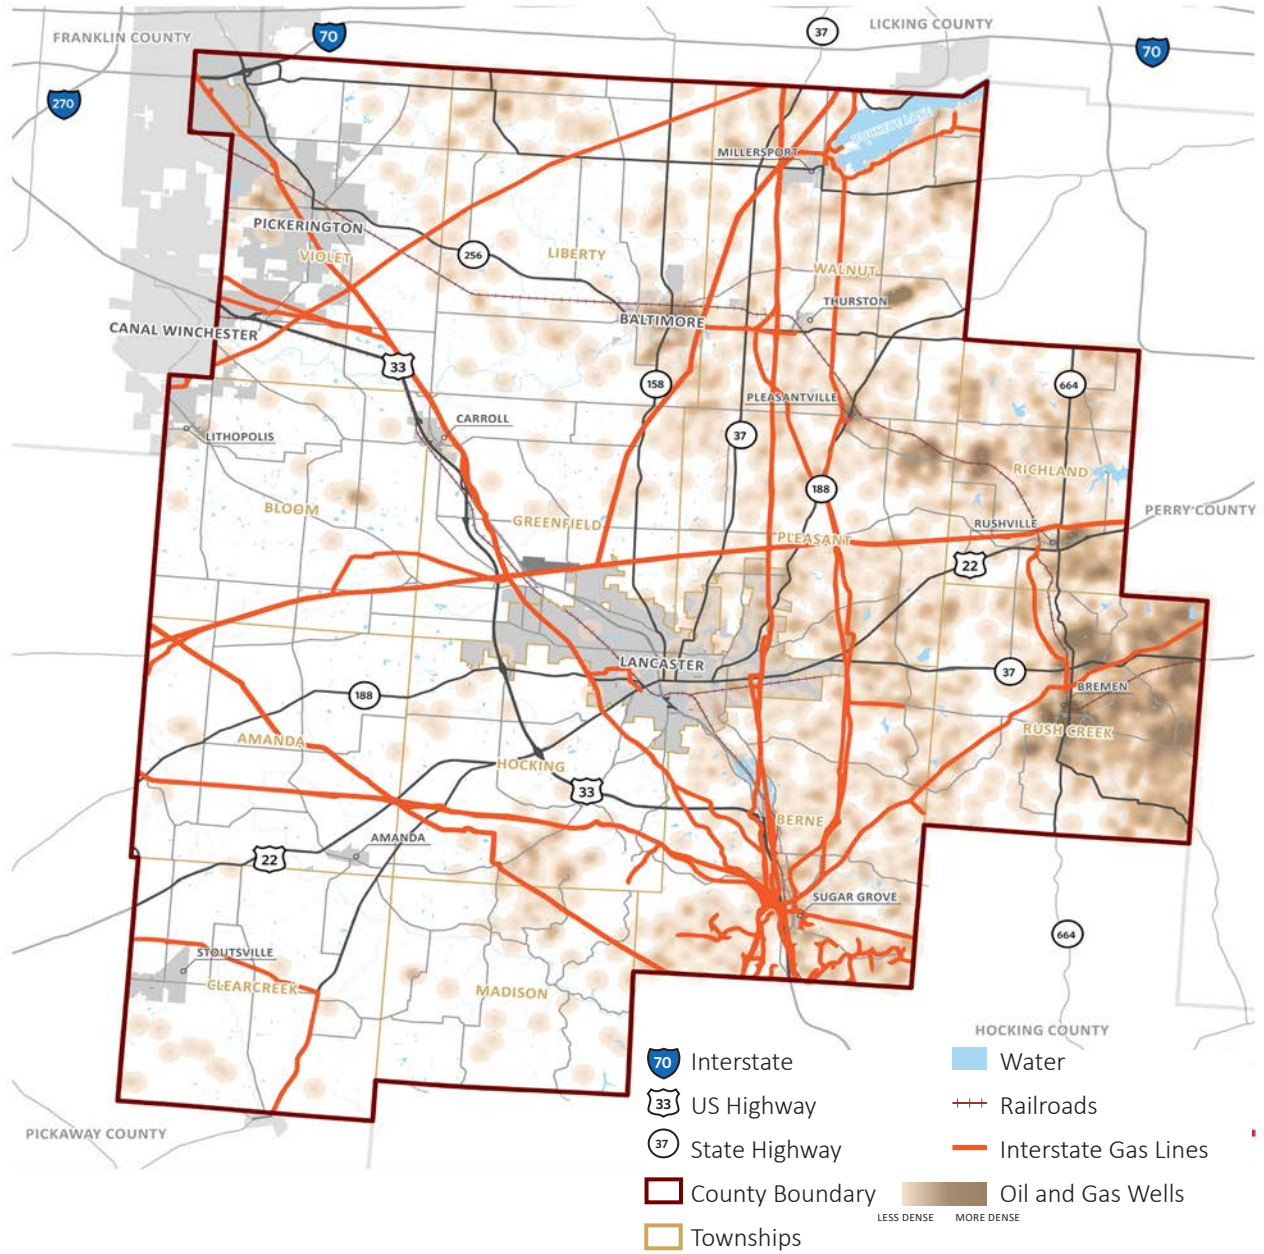 FRANKLIN COUNTY
70
37
LICKING COUNTY
70
270
BUCKEYE LAKE
MILLERSPORT
PICKERINGTON
VIOLET
256
LIBERTY
WALNUT
THURSTON
CANAL WINCHESTER
BALTIMORE
33
158
664
PLEASANTVILLE
CARROLL
LITHOPOLIS
37
RICHLAND
188
BLOOM
GREENFIELD
RUSHVILLE
PERRY COUNTY
PLEASANT
22
LANCASTER
37
BREMEN
188
RUSH CREEK
AMANDA
HOCKING
33
BERNE
AMANDA
22
SUGAR GROVE
664
STOUTSVILLE
CLEARCREEK
MADISON
HOCKING COUNTY
PICKAWAY COUNTY
70 Interstate
33 US Highway
37 State Highway
County Boundary
Townships
Water
Railroads
Interstate Gas Lines
Oil and Gas Wells
LESS DENSE MORE DENSE